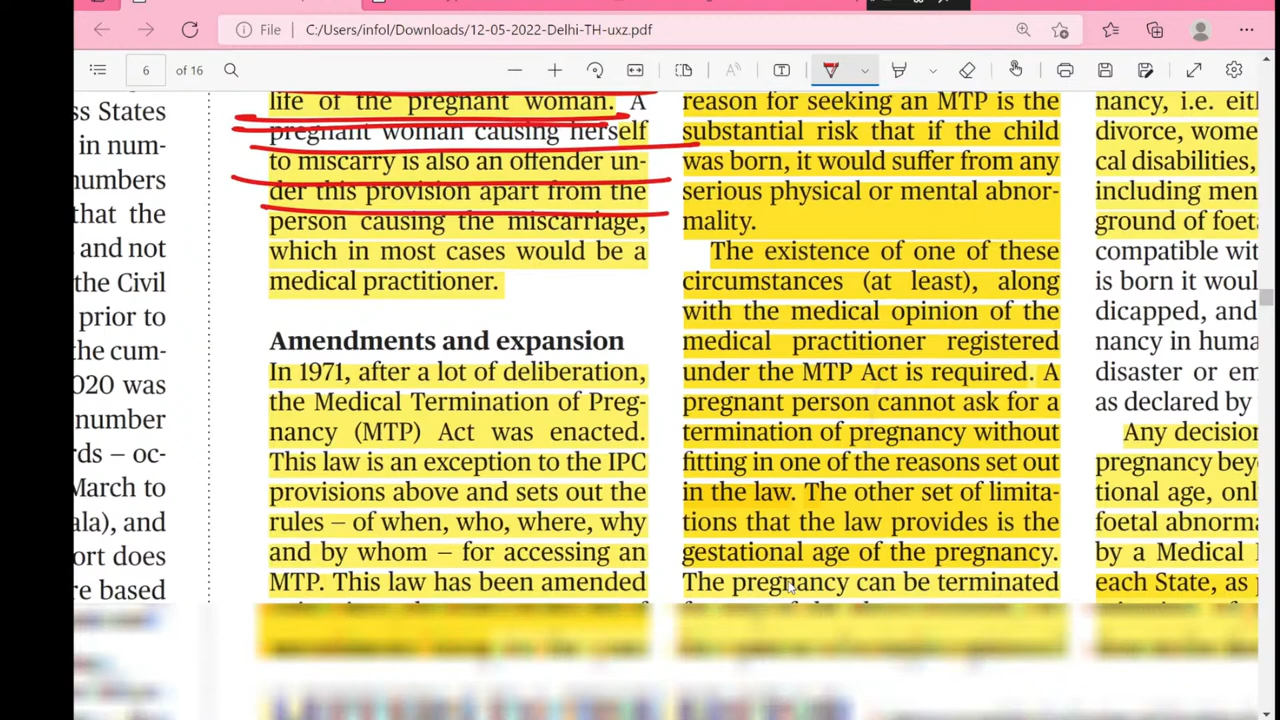 File
C:/Users/infol/Downloads/12-05-2022-Delhi-TH-uxz.pdf
6 of 16
ss States
in num-
numbers
that the
and not
the Civil
prior to
the cum-
020 was
number
rds – oc-
March to
ala), and
ort does
re based
life of the pregnant woman. A
pregnant woman causing herself
to miscarry is also an offender un-
der this provision apart from the
person causing the miscarriage,
which in most cases would be a
medical practitioner.
Amendments and expansion
In 1971, after a lot of deliberation,
the Medical Termination of Preg-
nancy (MTP) Act was enacted.
This law is an exception to the IPC
provisions above and sets out the
rules – of when, who, where, why
and by whom – for accessing an
MTP. This law has been amended
reason for seeking an MTP is the
substantial risk that if the child
was born, it would suffer from any
serious physical or mental abnor-
mality.
The existence of one of these
circumstances (at least), along
with the medical opinion of the
medical practitioner registered
under the MTP Act is required. A
pregnant person cannot ask for a
termination of pregnancy without
fitting in one of the reasons set out
in the law. The other set of limita-
tions that the law provides is the
gestational age of the pregnancy.
The pregnancy can be terminated
nancy, i.e. eit
divorce, wome
cal disabilities,
including men
ground of foeta
compatible wit
is born it woul
dicapped, and
nancy in huma
disaster or em
as declared by
Any decision
pregnancy bey
tional age, onl
foetal abnorma
by a Medical
each State, as